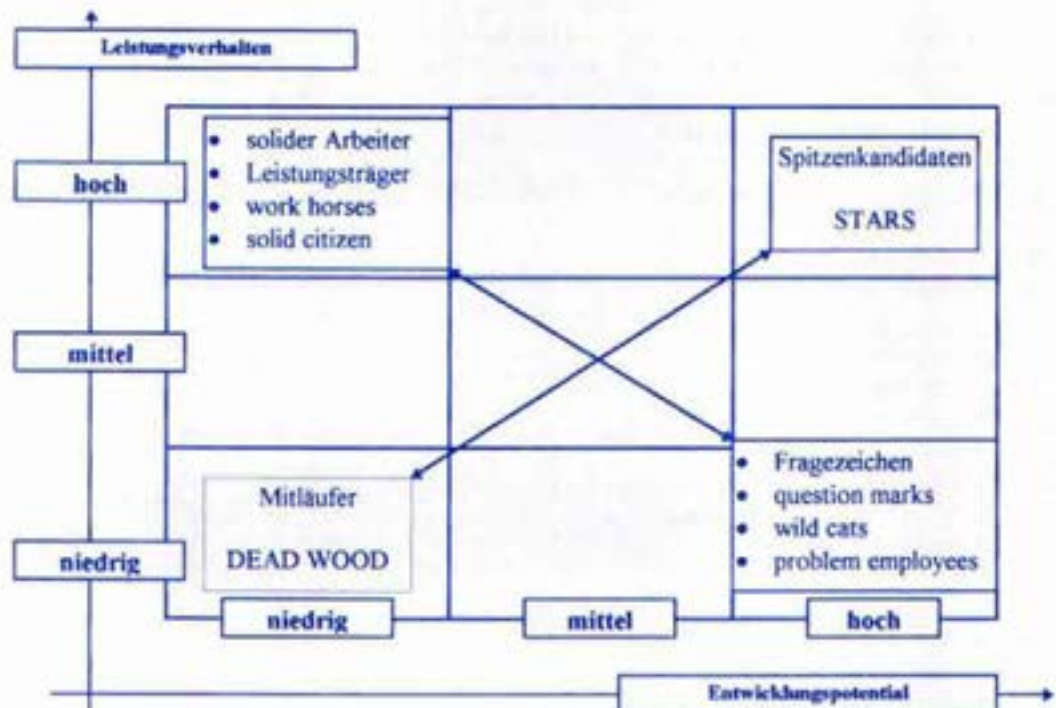 Leistungsverhalten
hoch
• solider Arbeiter
• Leistungsträger
• work horses
• solid citizen
Spitzenkandidaten
STARS
mittel
niedrig
Mitläufer
DEAD WOOD
• Fragezeichen
• question marks
• wild cats
• problem employees
niedrig
mittel
hoch
Entwicklungspotential